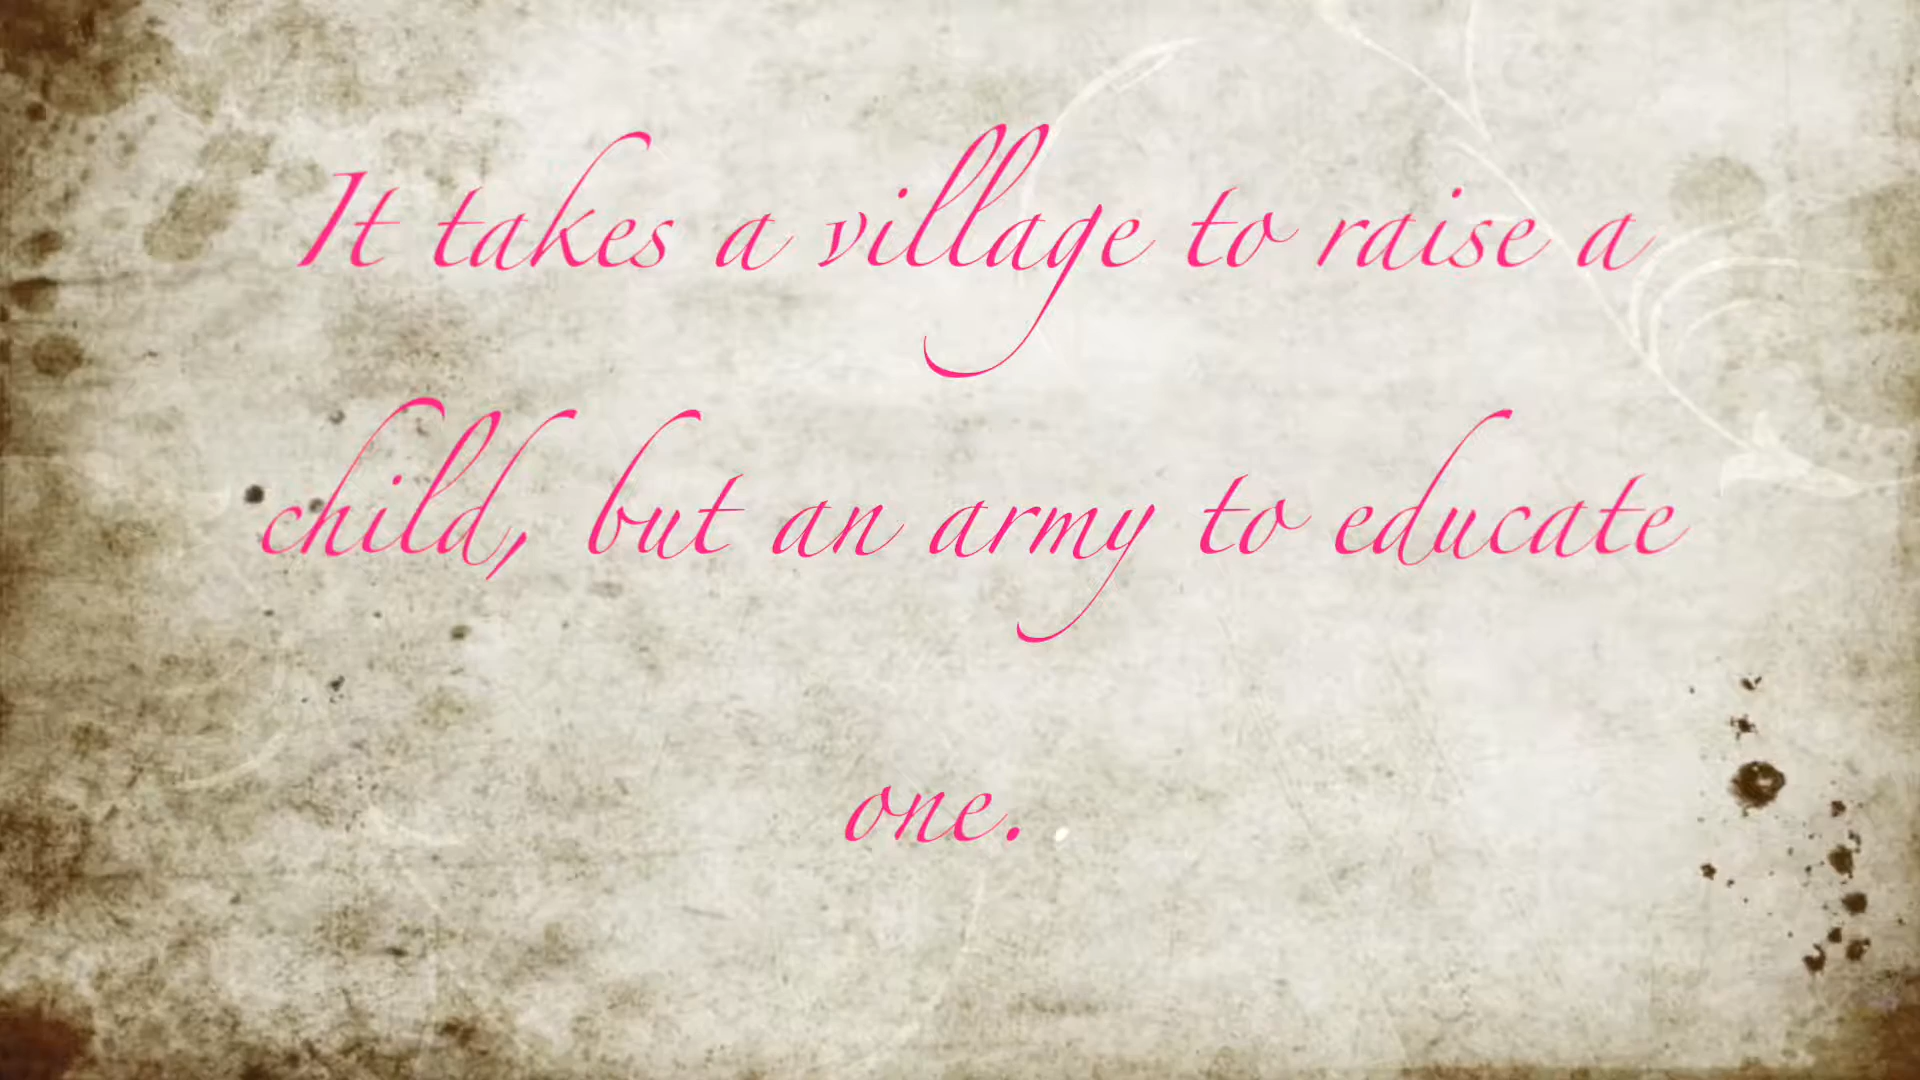 It takes a village to raise a
child, but an army to educate
one.